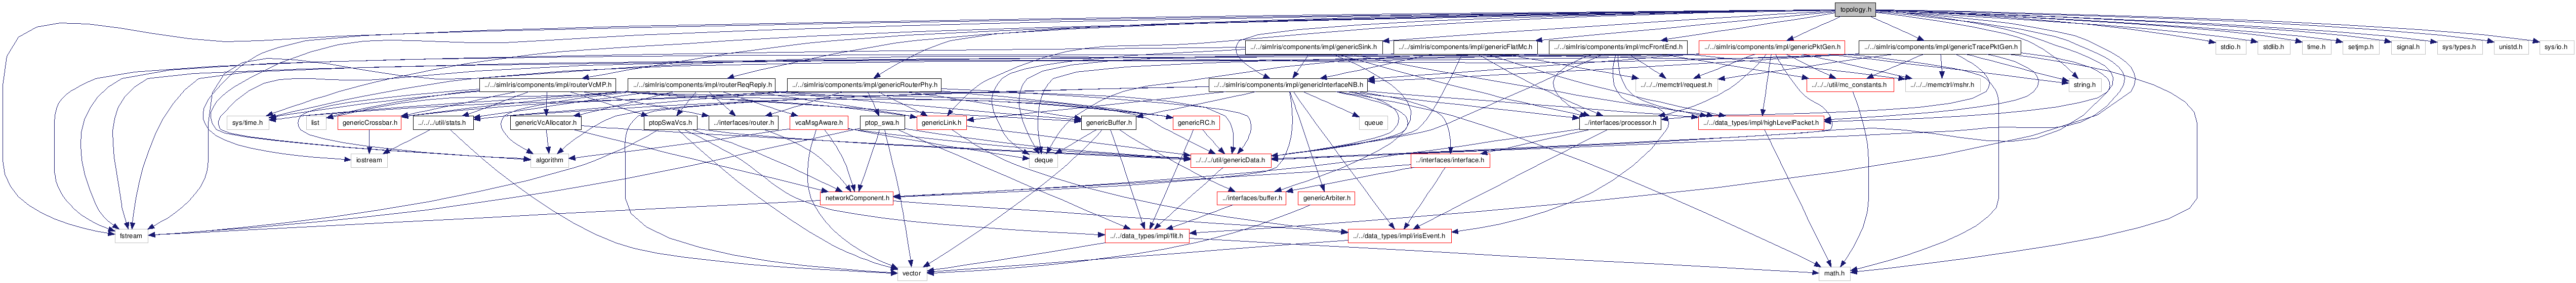 topology.h
../../simIris/components/impl/genericSink.h
../../simIris/components/impl/genericFlatMc.h
../../simIris/components/impl/mcFrontEnd.h
../../simIris/components/impl/genericPktGen.h
../../simIris/components/impl/genericTracePktGen.h
stdio.h
stdlib.h
time.h
setjmp.h
signal.h
sys/types.h
unistd.h
sys/io.h
../../simIris/components/impl/routerVcMP.h
../../simIris/components/impl/routerReqReply.h
../../simIris/components/impl/genericRouterPhy.h
../../simIris/components/impl/genericInterfaceNB.h
../../../memctrl/request.h
../../../util/mc_constants.h
../../../memctrl/mshr.h
string.h
sys/time.h
list
genericCrossbar.h
../../../util/stats.h
genericVcAllocator.h
ptopSwaVcs.h
../interfaces/router.h
vcaMsgAware.h
ptop_swa.h
genericLink.h
genericBuffer.h
genericRC.h
queue
../interfaces/processor.h
../../data_types/impl/highLevelPacket.h
iostream
algorithm
deque
../../../util/genericData.h
../interfaces/interface.h
networkComponent.h
../interfaces/buffer.h
genericArbiter.h
fstream
../../data_types/impl/flit.h
../../data_types/impl/irisEvent.h
vector
math.h